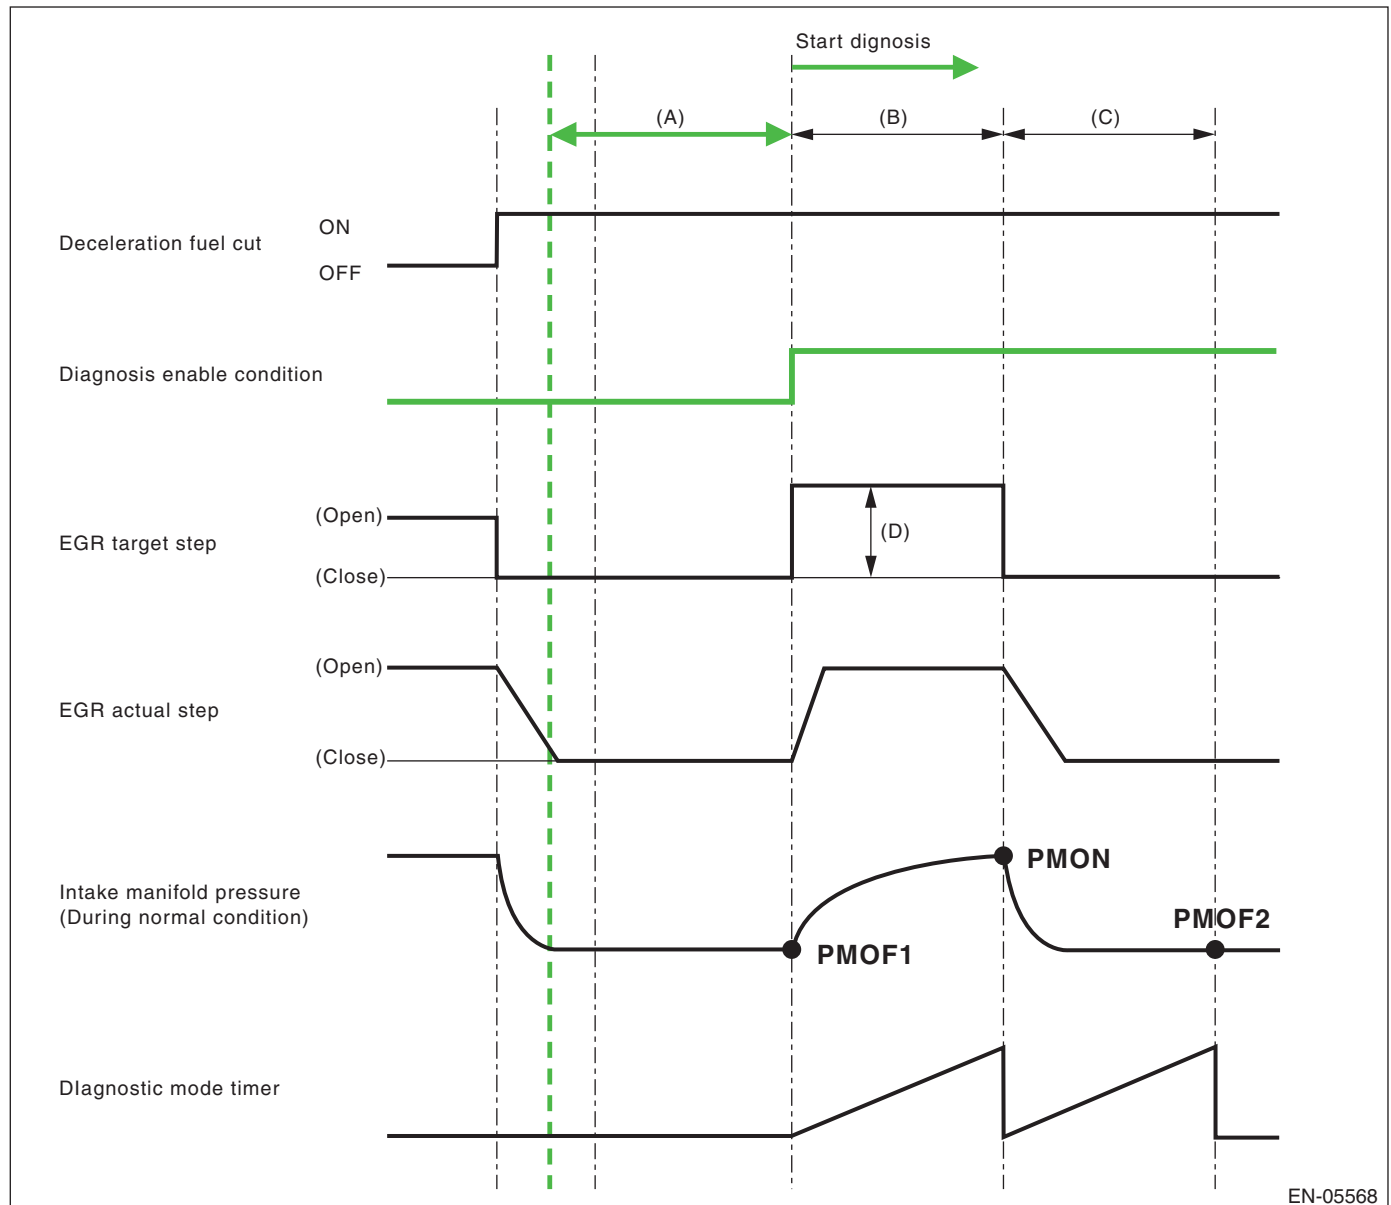 Start dignosis
(A)
(B)
(C)
Deceleration fuel cut
ON
OFF
Diagnosis enable condition
EGR target step
(Open)
(Close)
(D)
EGR actual step
(Open)
(Close)
Intake manifold pressure
(During normal condition)
PMON
PMOF1
PMOF2
DIagnostic mode timer
EN-05568